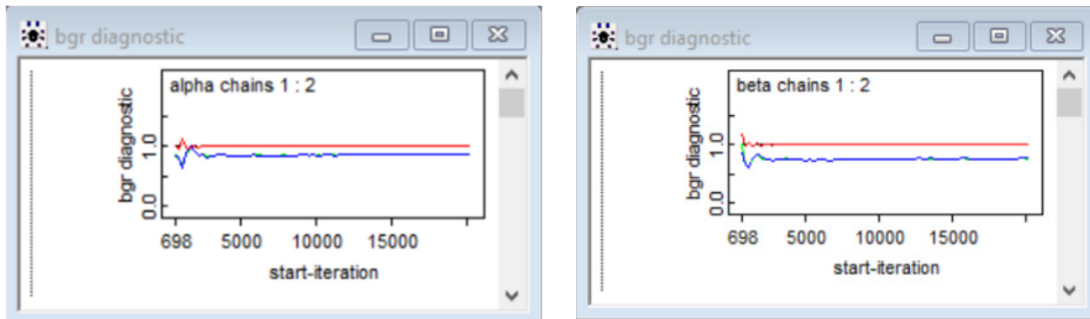 bgr diagnostic
alpha chains 1 : 2
bgr diagnostic
1.0
0.0
698 5000 10000 15000
start-iteration
bgr diagnostic
beta chains 1 : 2
bgr diagnostic
1.0
0.0
698 5000 10000 15000
start-iteration